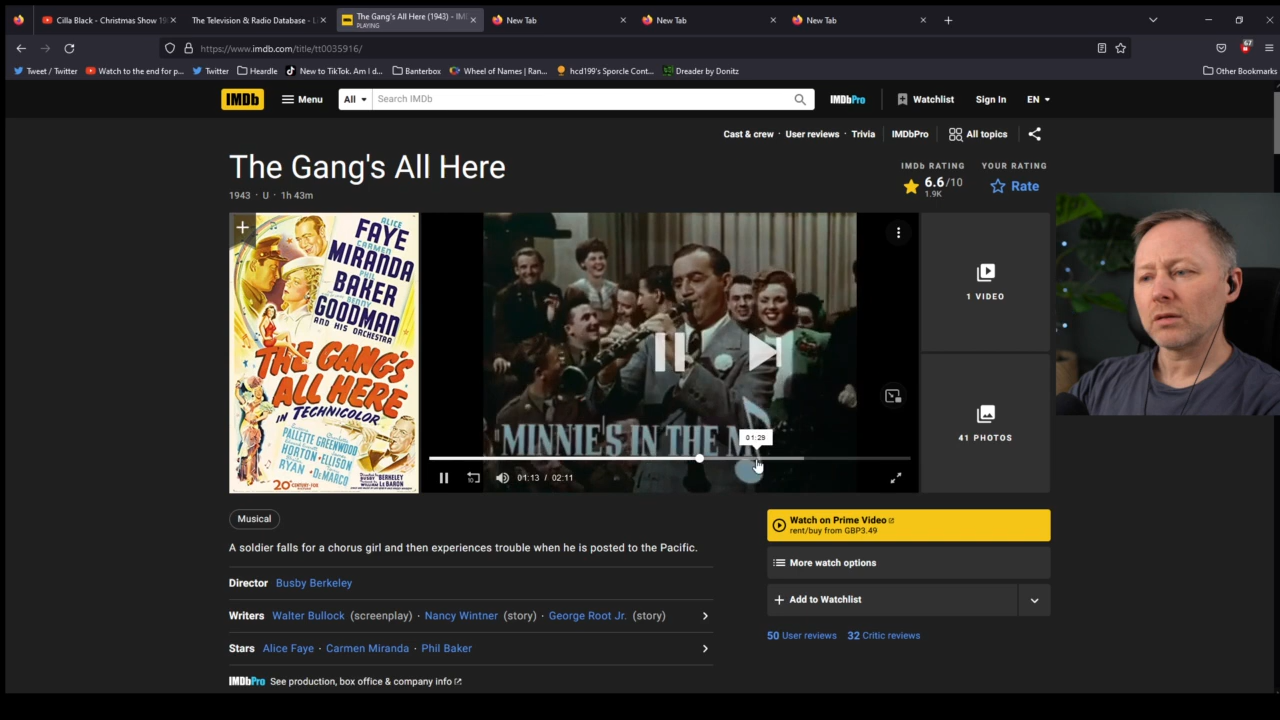 Cilla Black - Christmas Show 19
The Television & Radio Database - L
The Gang's All Here (1943) - IM
PLAYING
New Tab
New Tab
New Tab
https://www.imdb.com/title/tt0035916/
67
Tweet / Twitter
Watch to the end for p...
Twitter
Heardle
New to TikTok. Am I d...
Banterbox
Wheel of Names | Ran...
hcd199's Sporcle Cont...
Dreader by Donitz
Other Bookmarks
IMDb
Menu
All
Search IMDb
IMDbPro
Watchlist
Sign In
EN
Cast & crew · User reviews · Trivia
IMDbPro
All topics
The Gang's All Here
1943 · U · 1h 43m
IMDb RATING
6.6/10
1.9K
YOUR RATING
Rate
ALICE
FAYE
CARMEN
MIRANDA
PHIL
BAKER
BENNY
GOODMAN
AND HIS ORCHESTRA
THE GANG'S
ALL HERE
IN TECHNICOLOR
PALLETTE GREENWOOD
HORTON ELLISON
RYAN DeMARCO
BUSBY BERKELEY
WILLIAM LE BARON
20th CENTURY-FOX
"MINNIE'S IN THE M
01:29
01:13 / 02:11
1 VIDEO
41 PHOTOS
Musical
A soldier falls for a chorus girl and then experiences trouble when he is posted to the Pacific.
Director Busby Berkeley
Writers Walter Bullock (screenplay) · Nancy Wintner (story) · George Root Jr. (story)
Stars Alice Faye · Carmen Miranda · Phil Baker
IMDbPro See production, box office & company info
Watch on Prime Video
rent/buy from GBP3.49
More watch options
Add to Watchlist
50 User reviews 32 Critic reviews